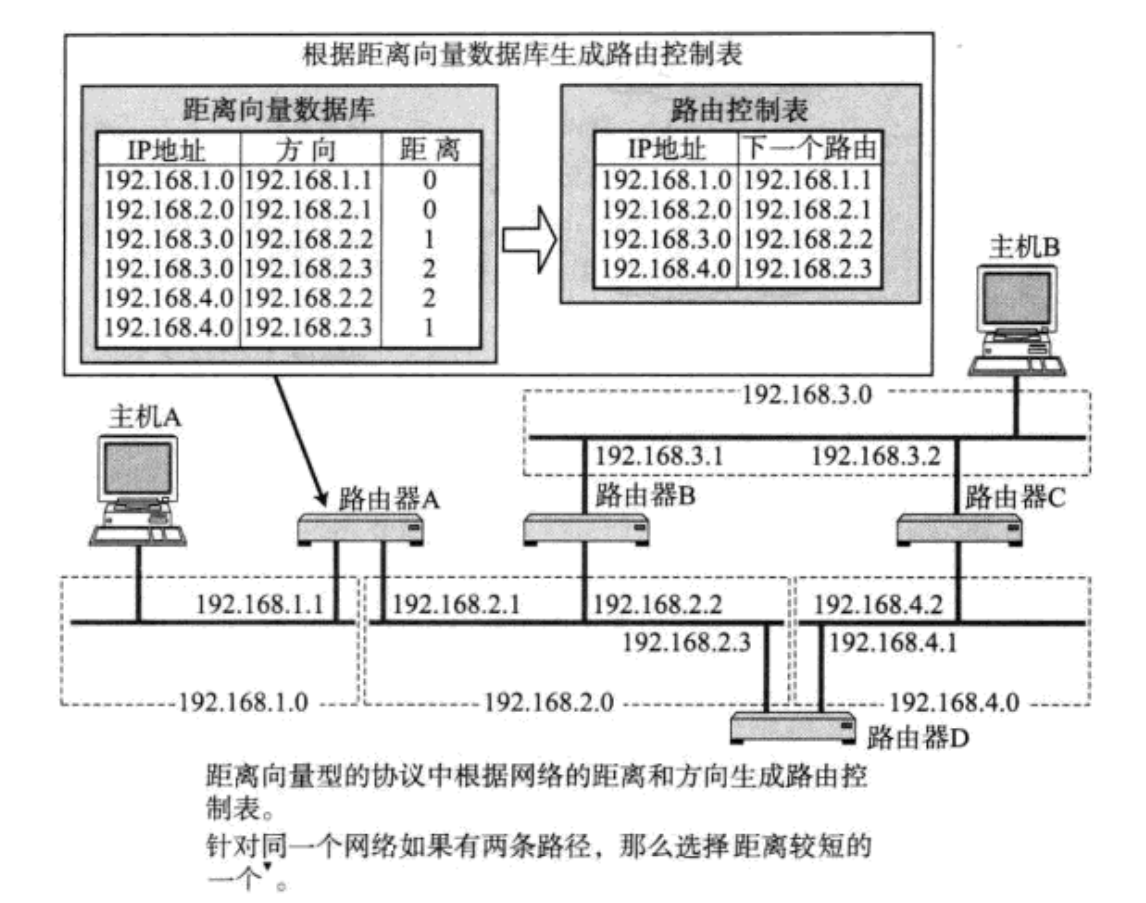 根据距离向量数据库生成路由控制表
距离向量数据库
IP地址 方向 距离
192.168.1.0 192.168.1.1 0
192.168.2.0 192.168.2.1 0
192.168.3.0 192.168.2.2 1
192.168.3.0 192.168.2.3 2
192.168.4.0 192.168.2.2 2
192.168.4.0 192.168.2.3 1
路由控制表
IP地址 下一个路由
192.168.1.0 192.168.1.1
192.168.2.0 192.168.2.1
192.168.3.0 192.168.2.2
192.168.4.0 192.168.2.3
主机B
192.168.3.0
主机A
192.168.3.1 192.168.3.2
路由器A 路由器B 路由器C
192.168.1.1 192.168.2.1 192.168.2.2 192.168.4.2
192.168.2.3 192.168.4.1
192.168.1.0 192.168.2.0 192.168.4.0
路由器D
距离向量型的协议中根据网络的距离和方向生成路由控
制表。
针对同一个网络如果有两条路径，那么选择距离较短的
一个▼。